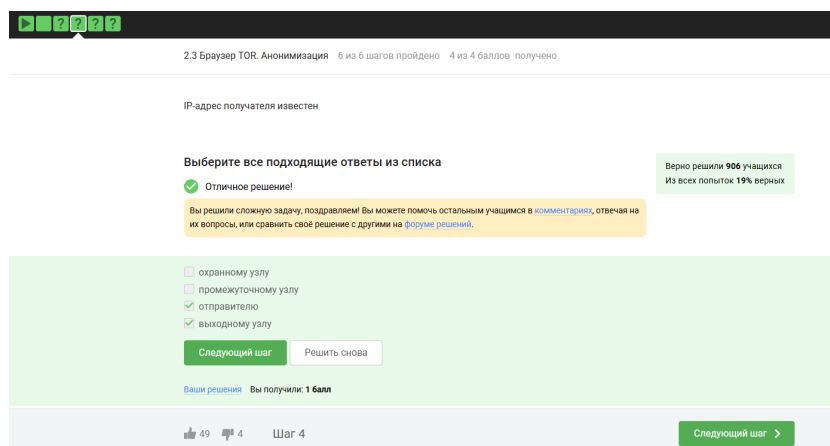 ? ? ? ?
2.3 Браузер TOR. Анонимизация 6 из 6 шагов пройдено 4 из 4 баллов получено
IP-адрес получателя известен
Выберите все подходящие ответы из списка
Отличное решение!
Вы решили сложную задачу, поздравляем! Вы можете помочь остальным учащимся в комментариях, отвечая на
их вопросы, или сравнить своё решение с другими на форуме решений.
Верно решили 906 учащихся
Из всех попыток 19% верных
охранному узлу
промежуточному узлу
отправителю
выходному узлу
Следующий шаг Решить снова
Ваши решения Вы получили: 1 балл
49 4 Шаг 4 Следующий шаг